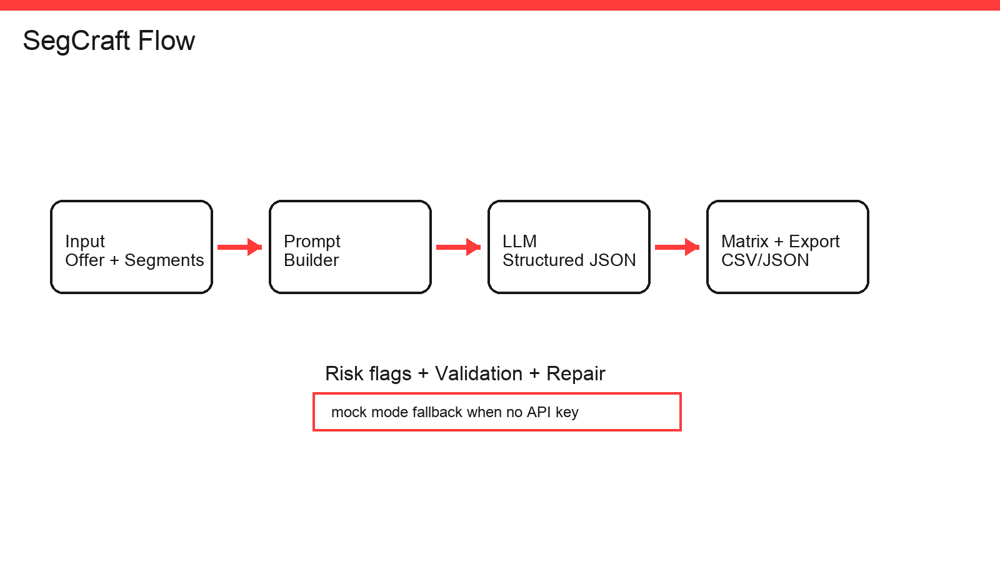 SegCraft Flow
Input
Offer + Segments
Prompt
Builder
LLM
Structured JSON
Matrix + Export
CSV/JSON
Risk flags + Validation + Repair
mock mode fallback when no API key